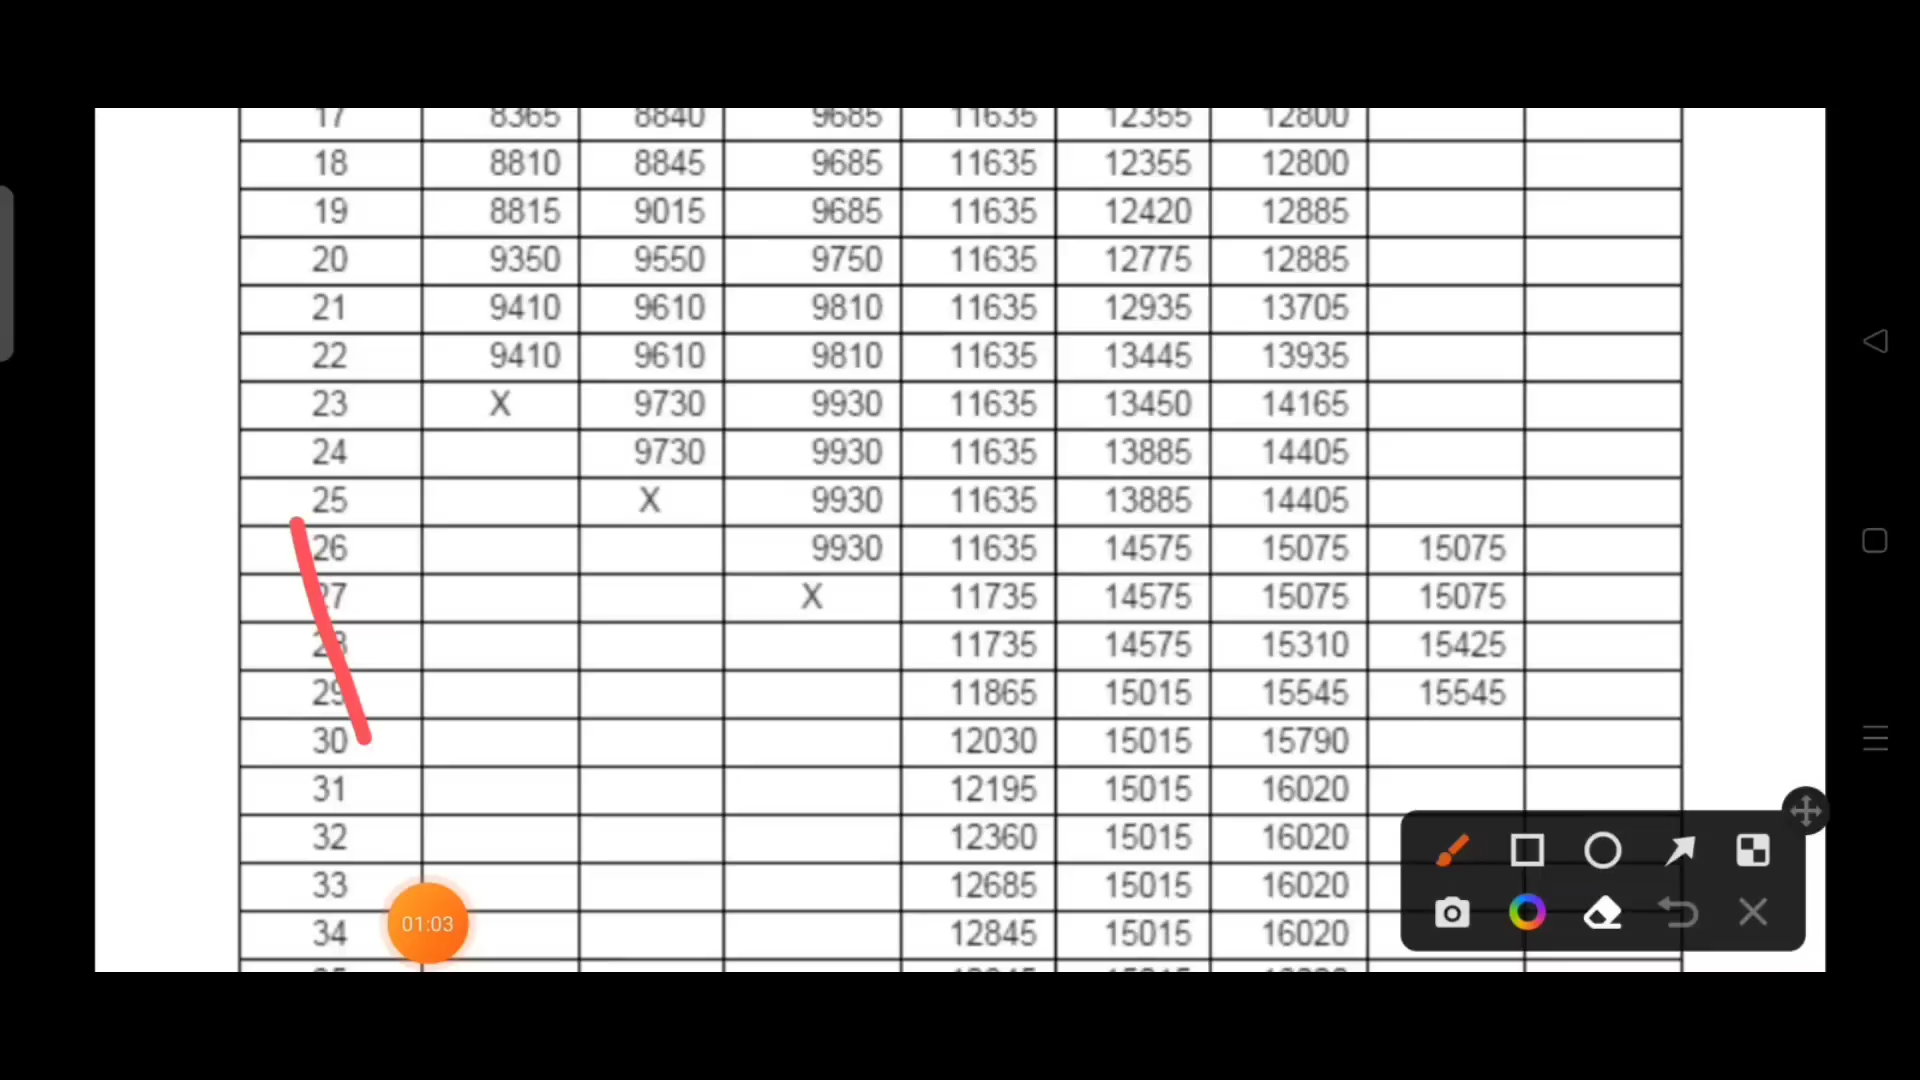 17 8365 8840 9685 11635 12355 12800
18 8810 8845 9685 11635 12355 12800
19 8815 9015 9685 11635 12420 12885
20 9350 9550 9750 11635 12775 12885
21 9410 9610 9810 11635 12935 13705
22 9410 9610 9810 11635 13445 13935
23 X 9730 9930 11635 13450 14165
24 9730 9930 11635 13885 14405
25 X 9930 11635 13885 14405
26 9930 11635 14575 15075 15075
27 X 11735 14575 15075 15075
28 11735 14575 15310 15425
29 11865 15015 15545 15545
30 12030 15015 15790
31 12195 15015 16020
32 12360 15015 16020
33 12685 15015 16020
34 12845 15015 16020
01:03